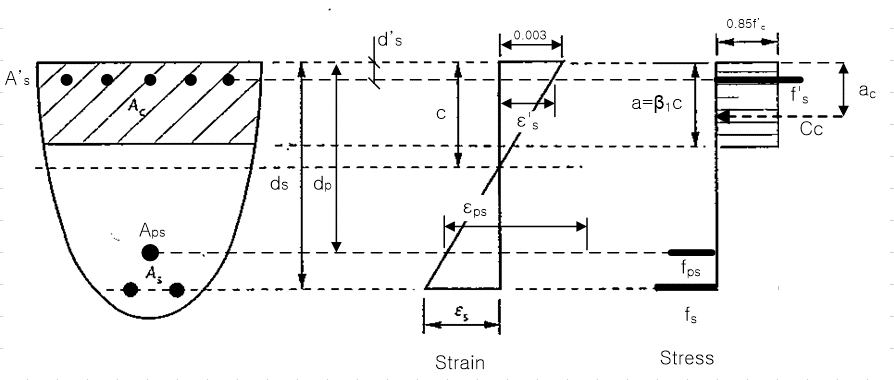 d's
0.003
0.85f'c
A's
Ac
c
ε's
a=β₁c
f's
ac
Cc
ds
dp
εps
Aps
As
fps
εs
fs
Strain
Stress